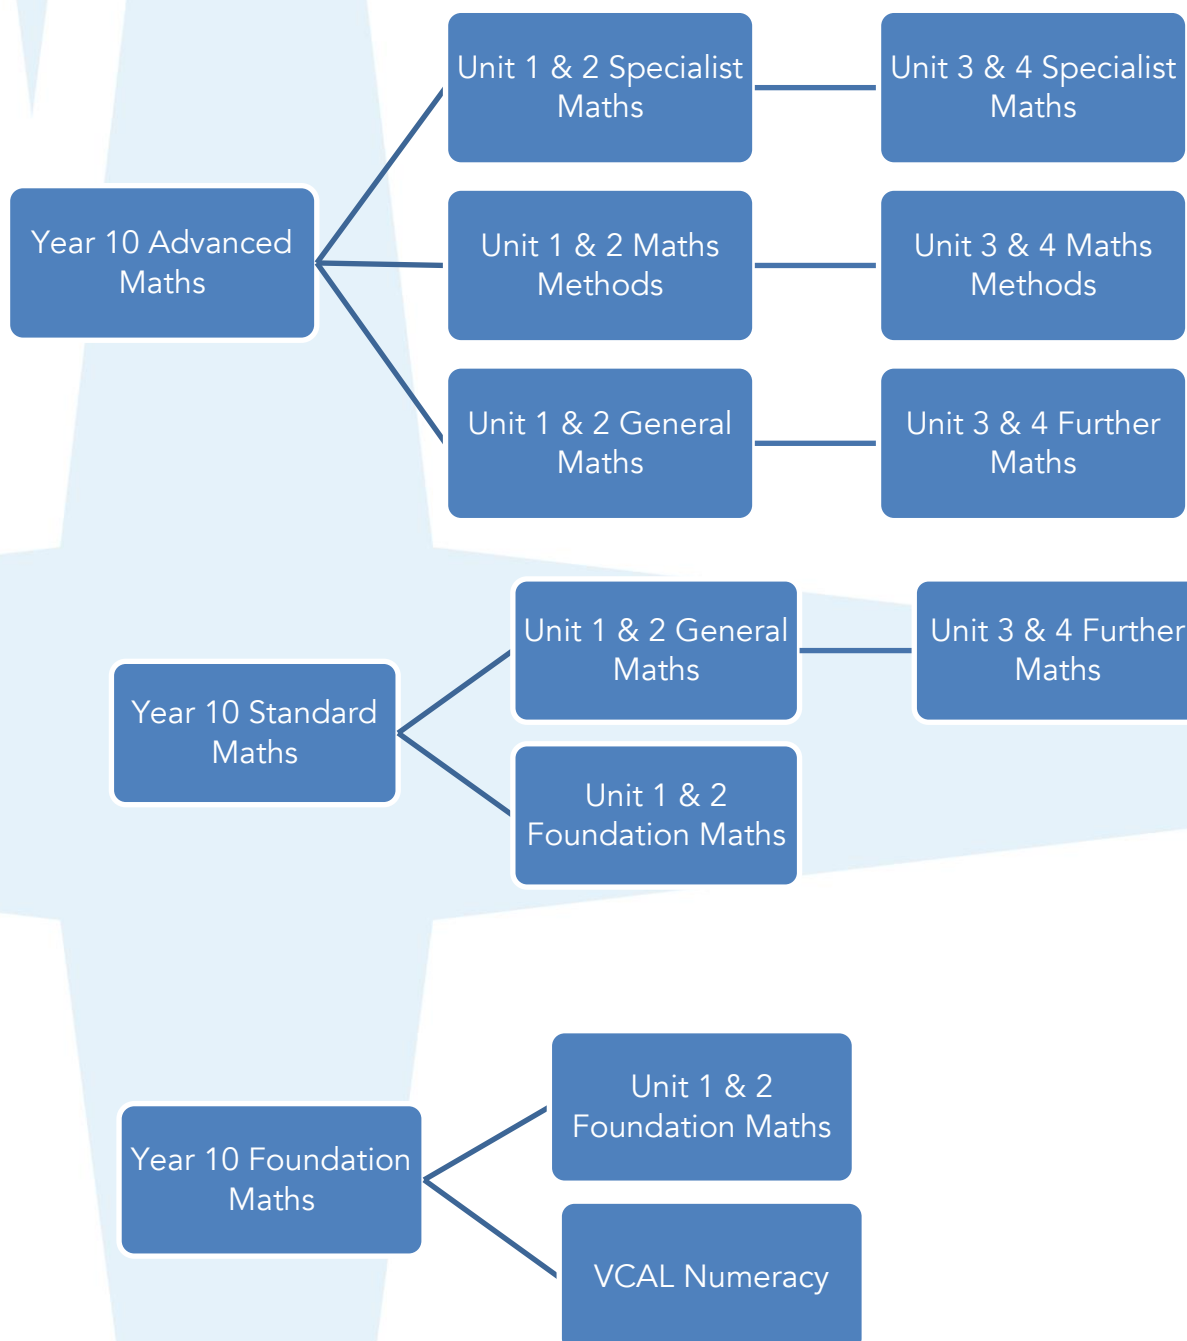 Unit 1 & 2 Specialist
Maths
Unit 3 & 4 Specialist
Maths
Year 10 Advanced
Maths
Unit 1 & 2 Maths
Methods
Unit 3 & 4 Maths
Methods
Unit 1 & 2 General
Maths
Unit 3 & 4 Further
Maths
Unit 1 & 2 General
Maths
Unit 3 & 4 Further
Maths
Year 10 Standard
Maths
Unit 1 & 2
Foundation Maths
Unit 1 & 2
Foundation Maths
Year 10 Foundation
Maths
VCAL Numeracy